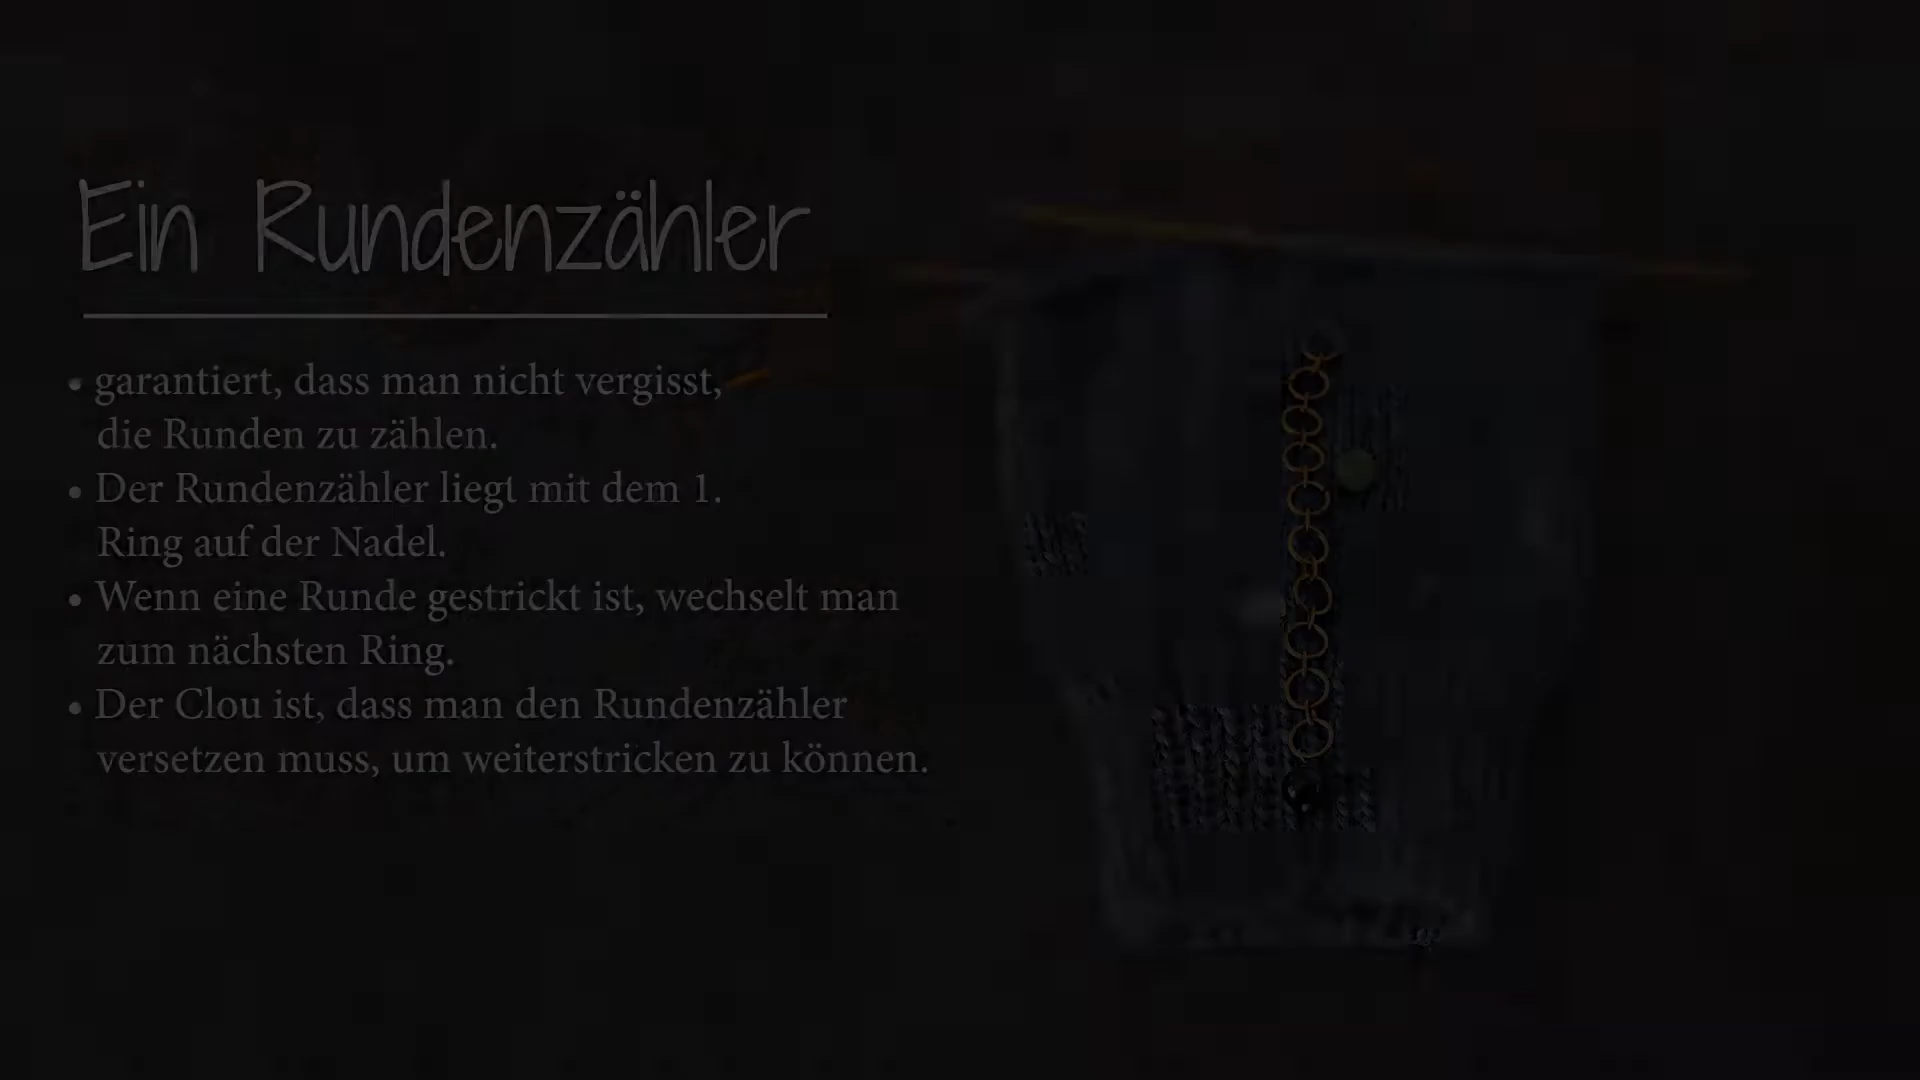 Ein Rundenzähler
• garantiert, dass man nicht vergisst,
die Runden zu zählen.
• Der Rundenzähler liegt mit dem 1.
Ring auf der Nadel.
• Wenn eine Runde gestrickt ist, wechselt man
zum nächsten Ring.
• Der Clou ist, dass man den Rundenzähler
versetzen muss, um weiterstricken zu können.